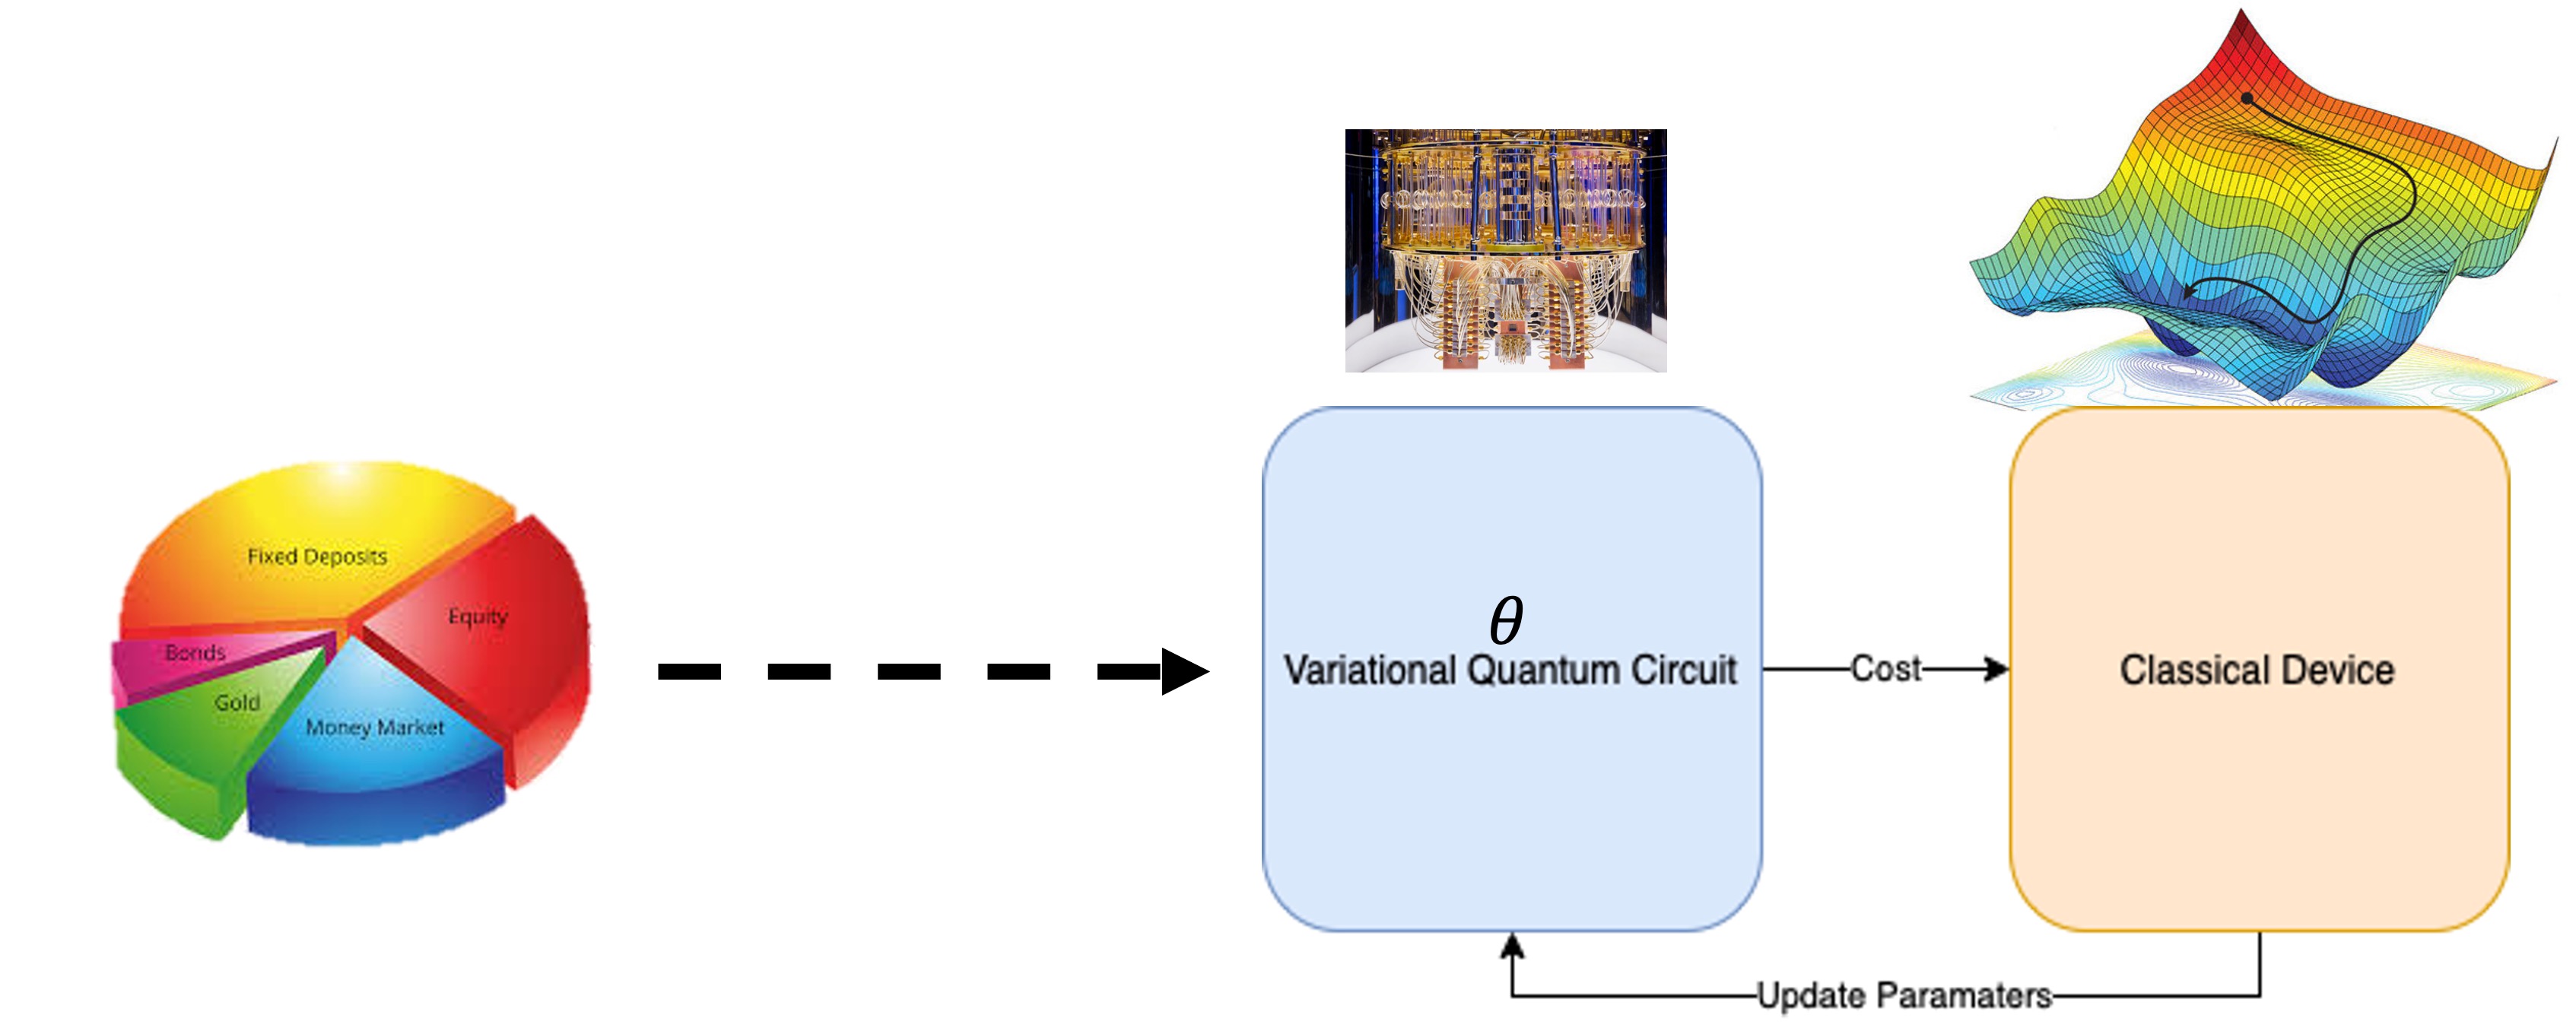 Fixed Deposits
Equity
Bonds
Gold
Money Market
θ
Variational Quantum Circuit
Cost
Classical Device
Update Paramaters